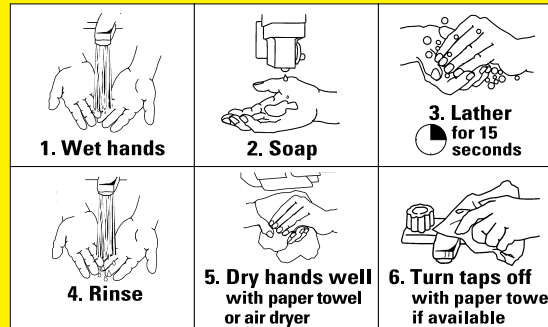 1. Wet hands
2. Soap
3. Lather
for 15
seconds
4. Rinse
5. Dry hands well
with paper towel
or air dryer
6. Turn taps off
with paper towe
if available